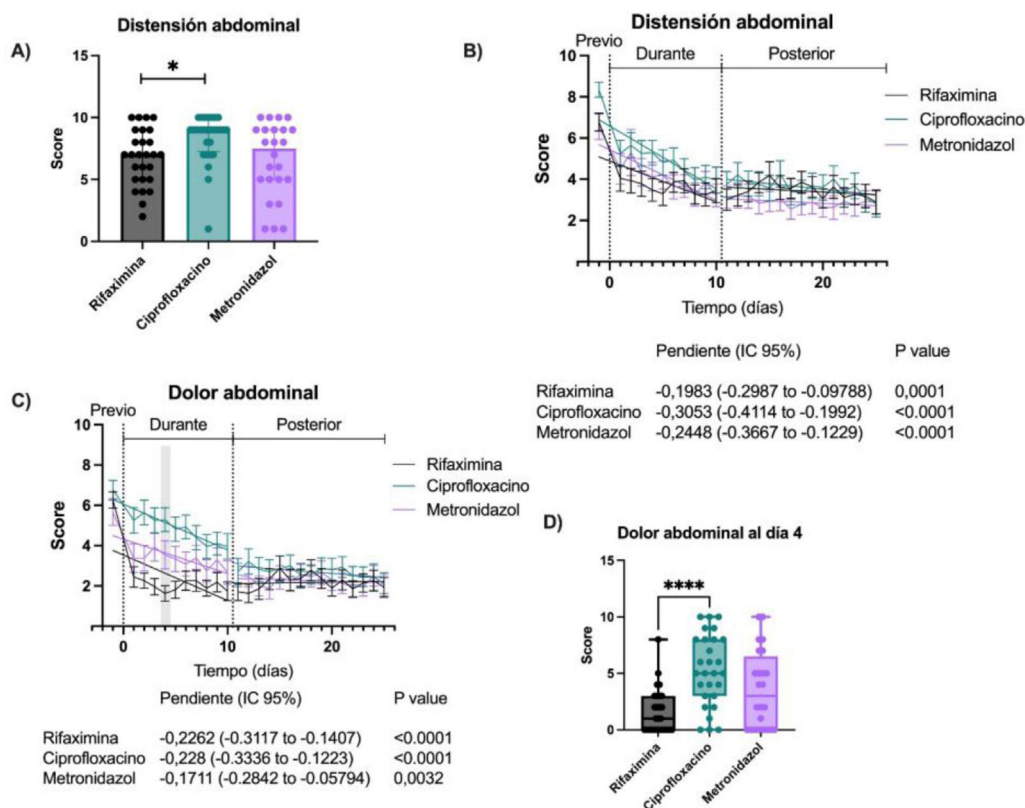 A)
Distensión abdominal
*
15
10
5
0
Score
Rifaximina
Ciprofloxacino
Metronidazol
B)
Distensión abdominal
Previo
Durante
Posterior
10
8
6
4
2
Score
Rifaximina
Ciprofloxacino
Metronidazol
0 10 20
Tiempo (días)
Pendiente (IC 95%) P value
Rifaximina -0,1983 (-0.2987 to -0.09788) 0,0001
Ciprofloxacino -0,3053 (-0.4114 to -0.1992) <0.0001
Metronidazol -0,2448 (-0.3667 to -0.1229) <0.0001
C)
Dolor abdominal
Previo
Durante
Posterior
10
8
6
4
2
Score
Rifaximina
Ciprofloxacino
Metronidazol
0 10 20
Tiempo (días)
Pendiente (IC 95%) P value
Rifaximina -0,2262 (-0.3117 to -0.1407) <0.0001
Ciprofloxacino -0,228 (-0.3336 to -0.1223) <0.0001
Metronidazol -0,1711 (-0.2842 to -0.05794) 0,0032
D)
Dolor abdominal al día 4
****
15
10
5
0
Score
Rifaximina
Ciprofloxacino
Metronidazol